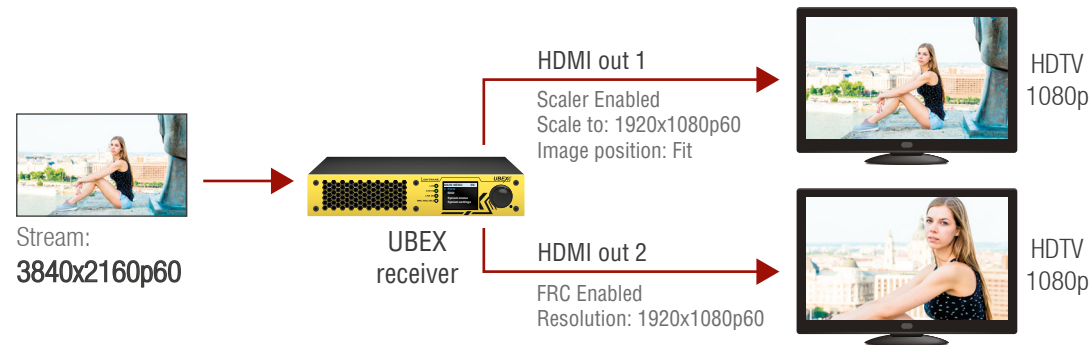 HDMI out 1
Scaler Enabled
Scale to: 1920x1080p60
Image position: Fit
HDTV
1080p
Stream:
3840x2160p60
UBEX
UBEX
receiver
HDMI out 2
FRC Enabled
Resolution: 1920x1080p60
HDTV
1080p